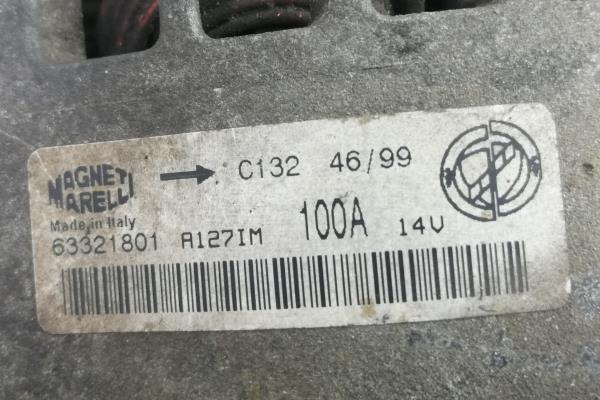 MAGNETI
MARELLI
Made in Italy
C132 46/99
63321801 A127IM 100A 14V